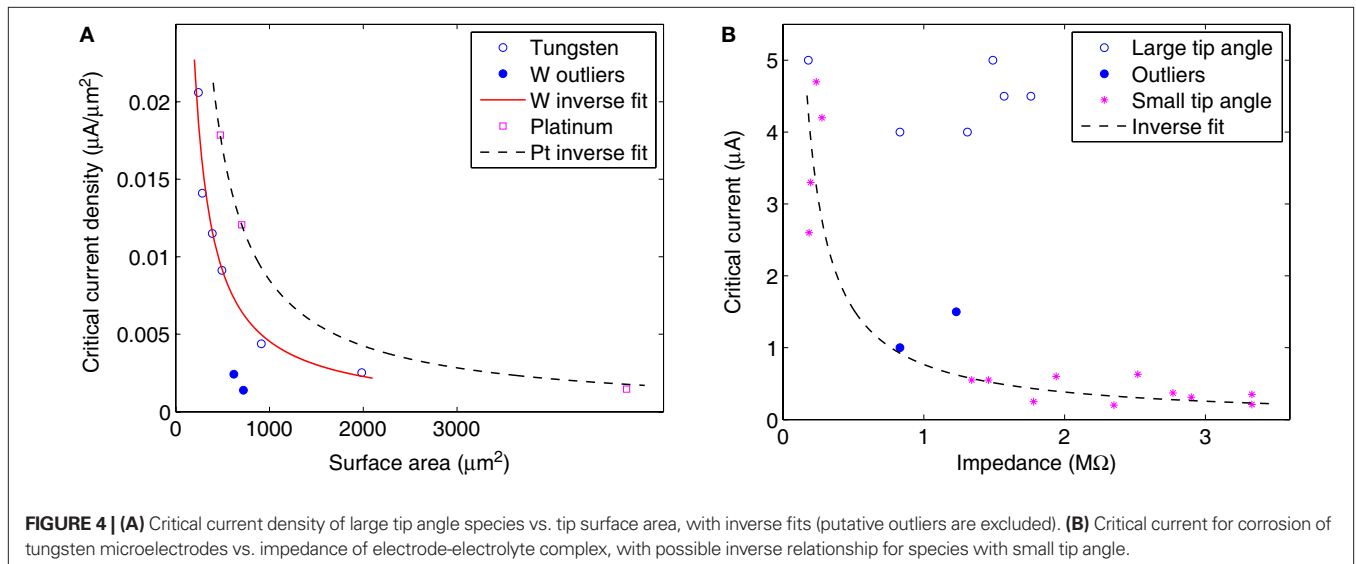 A
Critical current density (μA/μm²)
0.02
0.015
0.01
0.005
0
0
1000
2000
3000
Surface area (μm²)
Tungsten
W outliers
W inverse fit
Platinum
Pt inverse fit
B
Critical current (μA)
5
4
3
2
1
0
0
1
2
3
Impedance (MΩ)
Large tip angle
Outliers
Small tip angle
Inverse fit
FIGURE 4 | (A) Critical current density of large tip angle species vs. tip surface area, with inverse fits (putative outliers are excluded). (B) Critical current for corrosion of
tungsten microelectrodes vs. impedance of electrode-electrolyte complex, with possible inverse relationship for species with small tip angle.